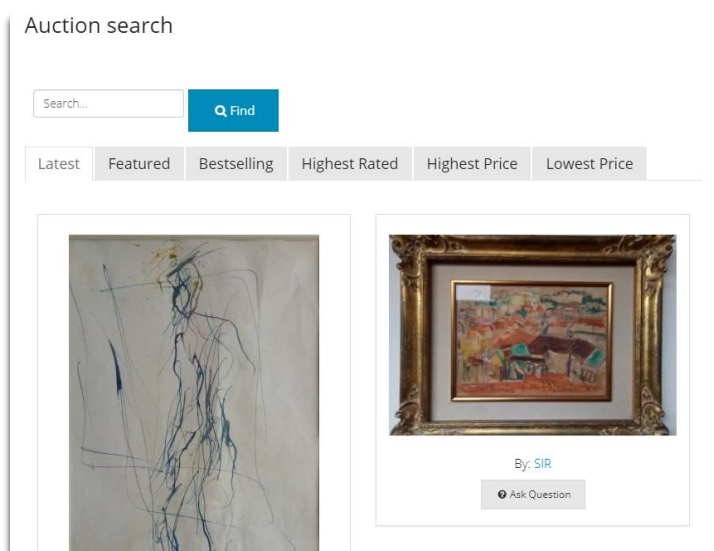 Auction search
Search...
Find
Latest Featured Bestselling Highest Rated Highest Price Lowest Price
By: SIR
Ask Question